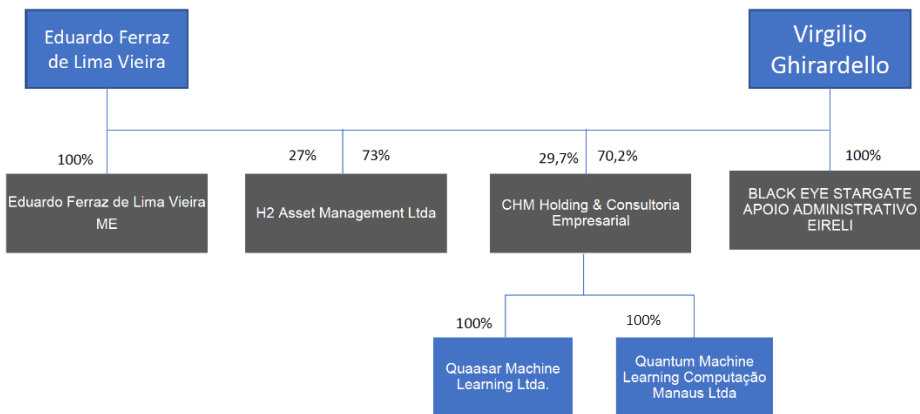 Eduardo Ferraz
de Lima Vieira
Virgilio
Ghirardello
100%
27%
73%
29,7%
70,2%
100%
Eduardo Ferraz de Lima Vieira
ME
H2 Asset Management Ltda
CHM Holding & Consultoria
Empresarial
BLACK EYE STARGATE
APOIO ADMINISTRATIVO
EIRELI
100%
100%
Quaasar Machine
Learning Ltda.
Quantum Machine
Learning Computação
Manaus Ltda